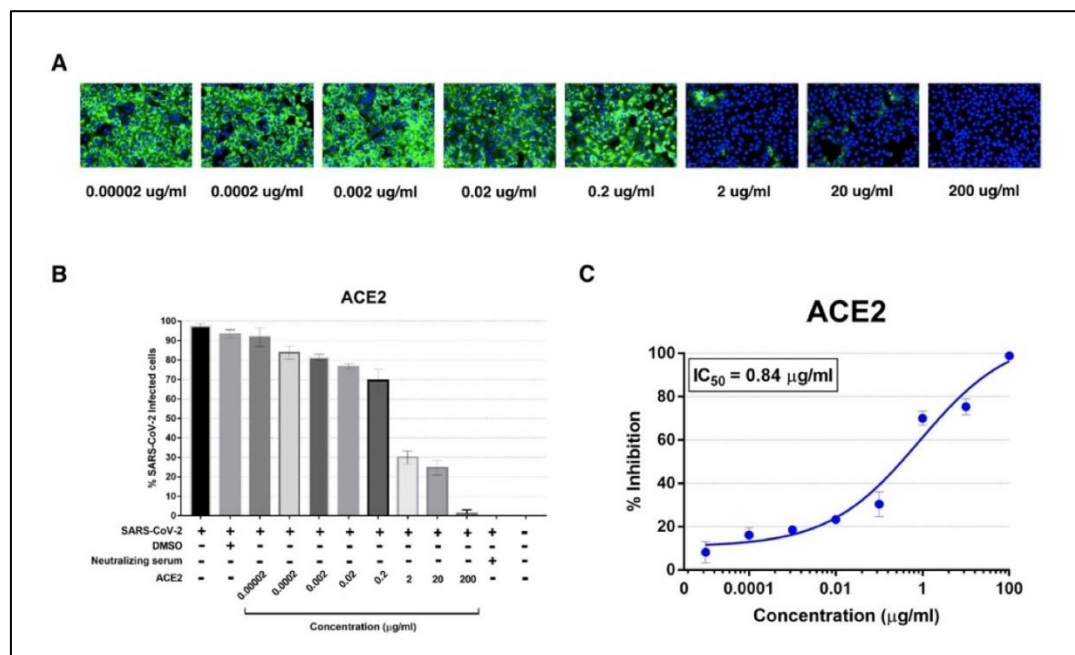 A
0.00002 ug/ml 0.0002 ug/ml 0.002 ug/ml 0.02 ug/ml 0.2 ug/ml 2 ug/ml 20 ug/ml 200 ug/ml
B
ACE2
% SARS-CoV-2 Infected cells
100
90
80
70
60
50
40
30
20
10
0
SARS-CoV-2 + + + + + + + + + + + -
DMSO - + - - - - - - - - - -
Neutralizing serum - - - - - - - - - - + -
ACE2 - - 0.00002 0.0002 0.002 0.02 0.2 2 20 200 - -
Concentration (µg/ml)
C
ACE2
IC50 = 0.84 µg/ml
% Inhibition
100
80
60
40
20
0
0 0.0001 0.01 1 100
Concentration (µg/ml)